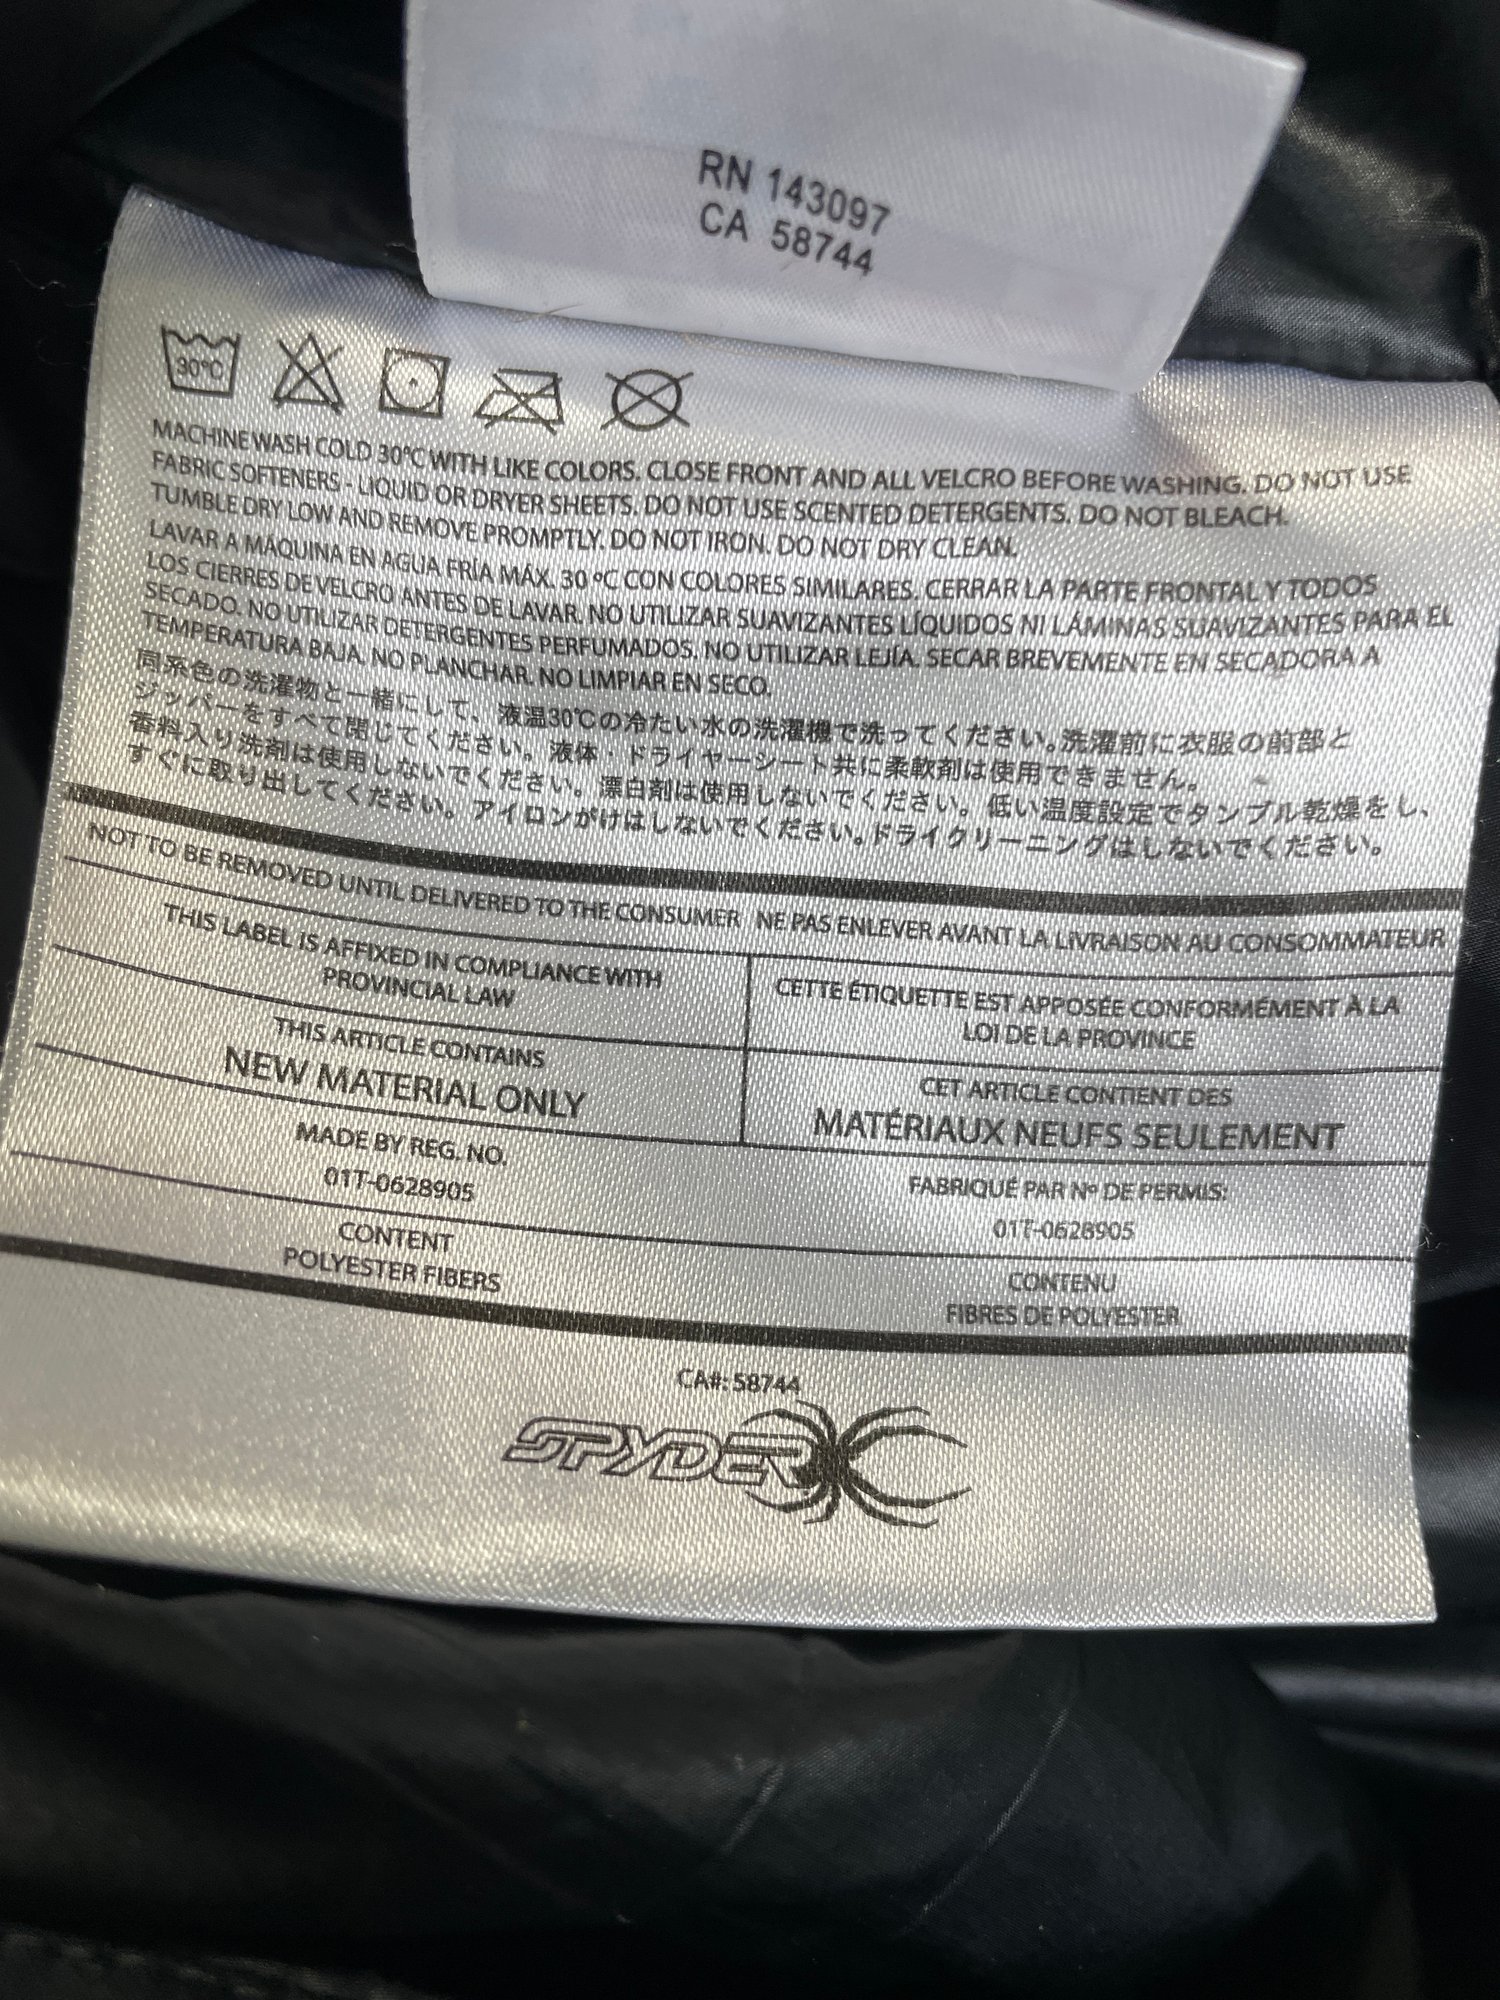 RN 143097
CA 58744
30°C
MACHINE WASH COLD 30°C WITH LIKE COLORS. CLOSE FRONT AND ALL VELCRO BEFORE WASHING. DO NOT USE
FABRIC SOFTENERS - LIQUID OR DRYER SHEETS. DO NOT USE SCENTED DETERGENTS. DO NOT BLEACH.
TUMBLE DRY LOW AND REMOVE PROMPTLY. DO NOT IRON. DO NOT DRY CLEAN.
LAVAR A MÁQUINA EN AGUA FRÍA MÁX. 30 ºC CON COLORES SIMILARES. CERRAR LA PARTE FRONTAL Y TODOS
LOS CIERRES DE VELCRO ANTES DE LAVAR. NO UTILIZAR SUAVIZANTES LÍQUIDOS NI LÁMINAS SUAVIZANTES PARA EL
SECADO. NO UTILIZAR DETERGENTES PERFUMADOS. NO UTILIZAR LEJÍA. SECAR BREVEMENTE EN SECADORA A
TEMPERATURA BAJA. NO PLANCHAR. NO LIMPIAR EN SECO.
同系色の洗濯物と一緒にして、液温30℃の冷たい水の洗濯機で洗ってください。洗濯前に衣服の前部と
ジッパーをすべて閉じてください。液体・ドライヤーシート共に柔軟剤は使用できません。
香料入り洗剤は使用しないでください。漂白剤は使用しないでください。低い温度設定でタンブル乾燥をし、
すぐに取り出してください。アイロンがけはしないでください。ドライクリーニングはしないでください。
NOT TO BE REMOVED UNTIL DELIVERED TO THE CONSUMER NE PAS ENLEVER AVANT LA LIVRAISON AU CONSOMMATEUR
THIS LABEL IS AFFIXED IN COMPLIANCE WITH
PROVINCIAL LAW
CETTE ÉTIQUETTE EST APPOSÉE CONFORMÉMENT À LA
LOI DE LA PROVINCE
THIS ARTICLE CONTAINS
NEW MATERIAL ONLY
CET ARTICLE CONTIENT DES
MATÉRIAUX NEUFS SEULEMENT
MADE BY REG. NO.
01T-0628905
FABRIQUÉ PAR Nº DE PERMIS:
01T-0628905
CONTENT
POLYESTER FIBERS
CONTENU
FIBRES DE POLYESTER
CA#: 58744
SPYDER